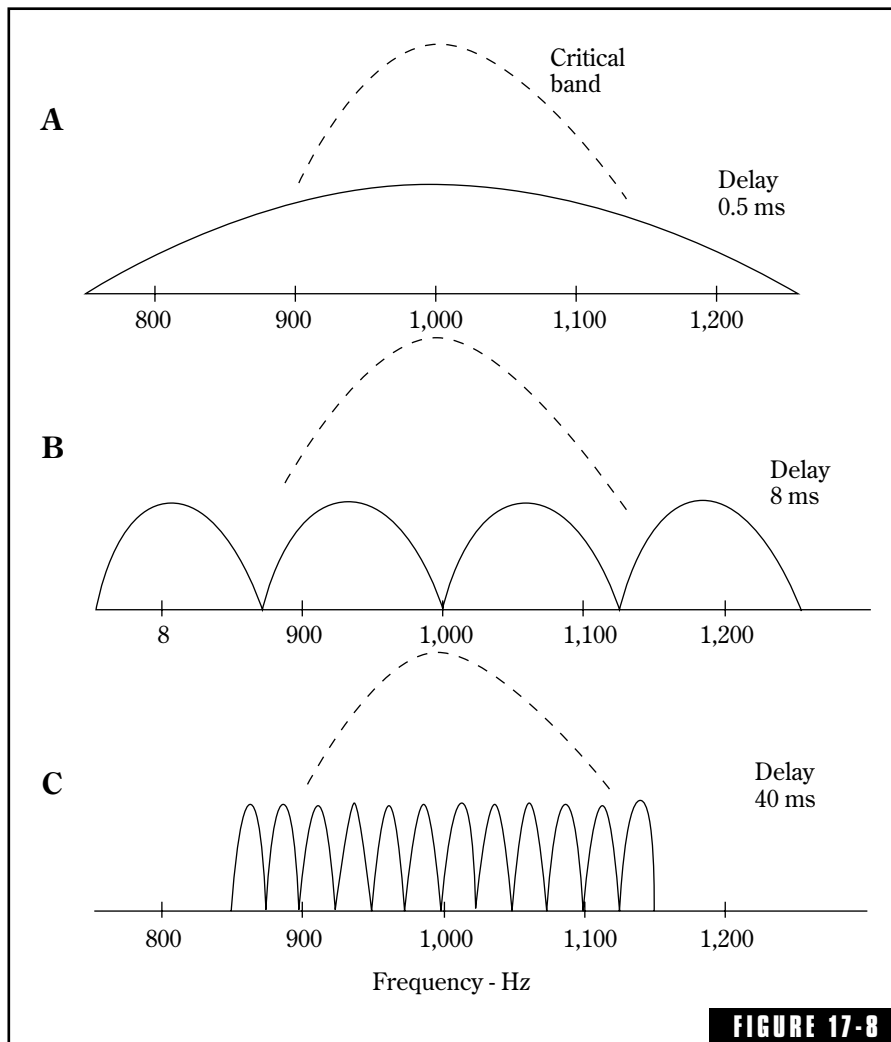 Critical
band
A
Delay
0.5 ms
800 900 1,000 1,100 1,200
B
Delay
8 ms
8 900 1,000 1,100 1,200
C
Delay
40 ms
800 900 1,000 1,100 1,200
Frequency - Hz
FIGURE 17-8